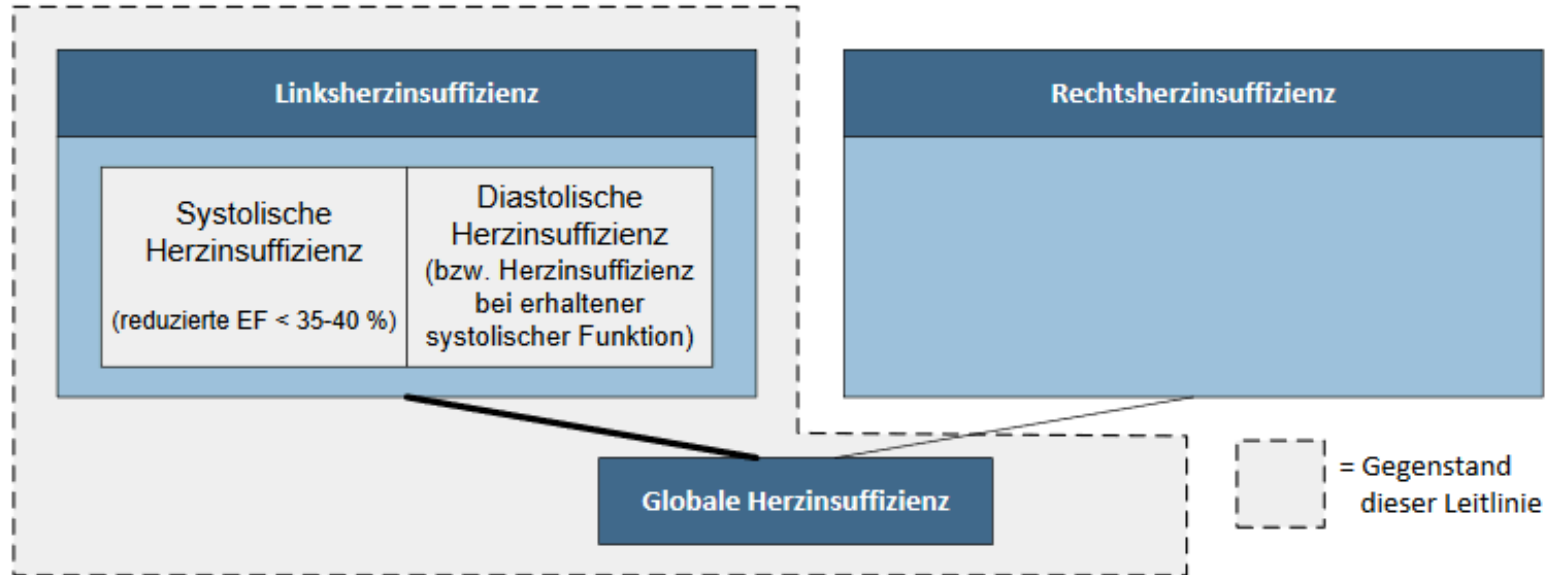 Linksherzinsuffizienz
Rechtsherzinsuffizienz
Systolische
Herzinsuffizienz
(reduzierte EF < 35-40 %)
Diastolische
Herzinsuffizienz
(bzw. Herzinsuffizienz
bei erhaltener
systolischer Funktion)
Globale Herzinsuffizienz
= Gegenstand
dieser Leitlinie